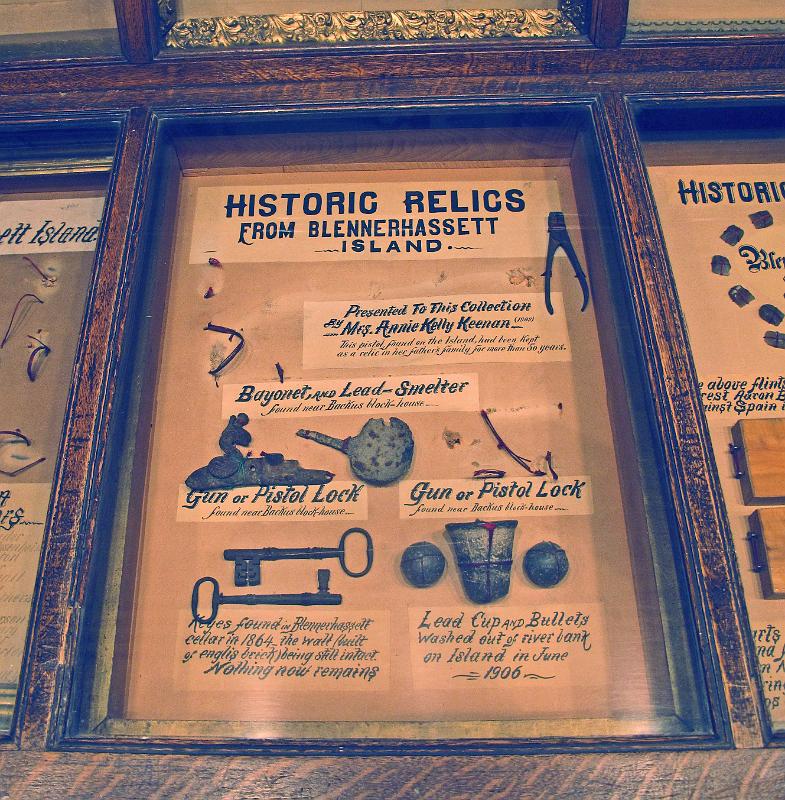 HISTORIC RELICS
FROM BLENNERHASSETT
ISLAND.
Presented To This Collection
By Mrs. Annie Kelly Keenan
This pistol, found on the Island, had been kept
as a relic in her father's family for more than 50 years.
Bayonet, AND Lead-Smelter
found near Backus block-house.
Gun or Pistol Lock
found near Backus block-house.
Gun or Pistol Lock
found near Backus block-house.
Keyes found in Blennerhassett
cellar in 1864 the wall (built
of englis brick) being still intact.
Nothing now remains
Lead Cup AND Bullets
washed out of river bank
on Island in June
1906
ett Island.
HISTORIC
above flints
rest Aaron B
inst Spain i